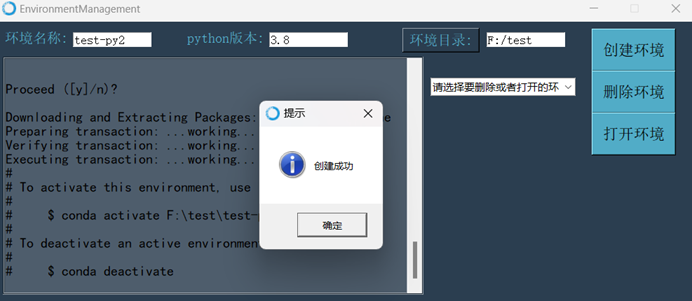 EnvironmentManagement
环境名称: test-py2 python版本: 3.8 环境目录: F:/test
创建环境
请选择要删除或者打开的环
删除环境
打开环境
Proceed ([y]/n)?
Downloading and Extracting Packages:
Preparing transaction: ...working...
Verifying transaction: ...working...
Executing transaction: ...working...
#
# To activate this environment, use
#
# $ conda activate F:\test\test-
#
# To deactivate an active environment
#
# $ conda deactivate
提示
创建成功
确定